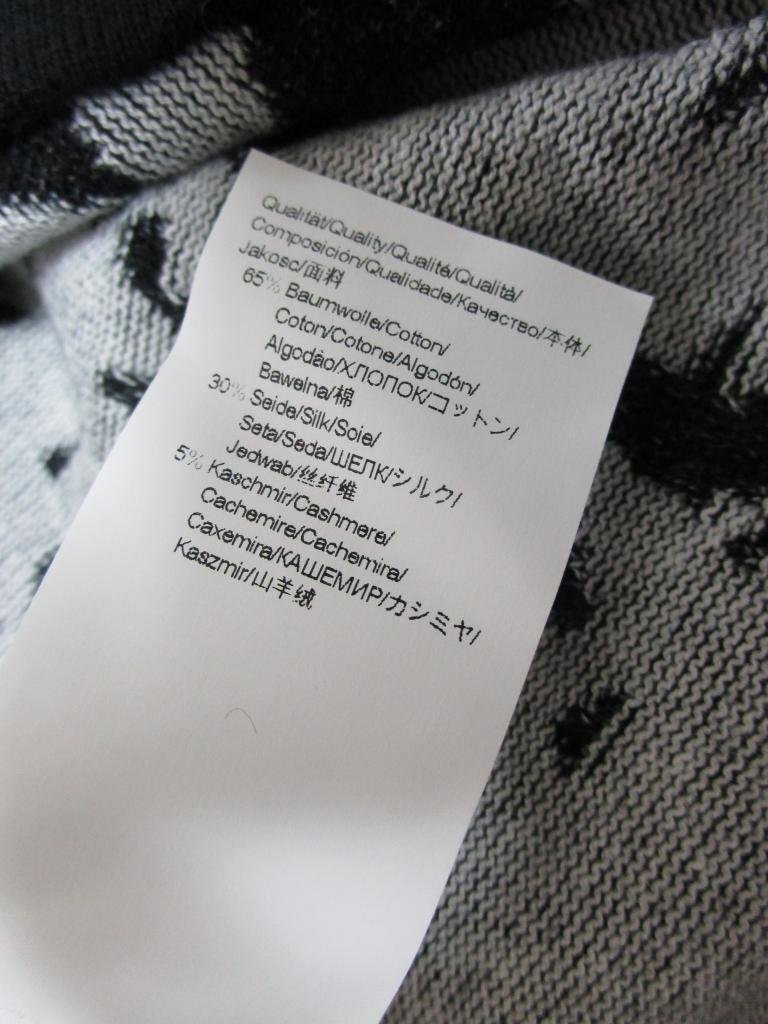 Qualität/Quality/Qualité/Qualità/
Composición/Qualidade/Качество/本体/
Jakosc/面料
65% Baumwolle/Cotton/
Coton/Cotone/Algodón/
Algodão/ХЛОПОК/コットン/
Bawelna/棉
30% Seide/Silk/Soie/
Seta/Seda/ШЕЛК/シルク/
Jedwab/丝纤维
5% Kaschmir/Cashmere/
Cachemire/Cachemira/
Caxemira/КАШЕМИР/カシミヤ/
Kaszmir/山羊绒